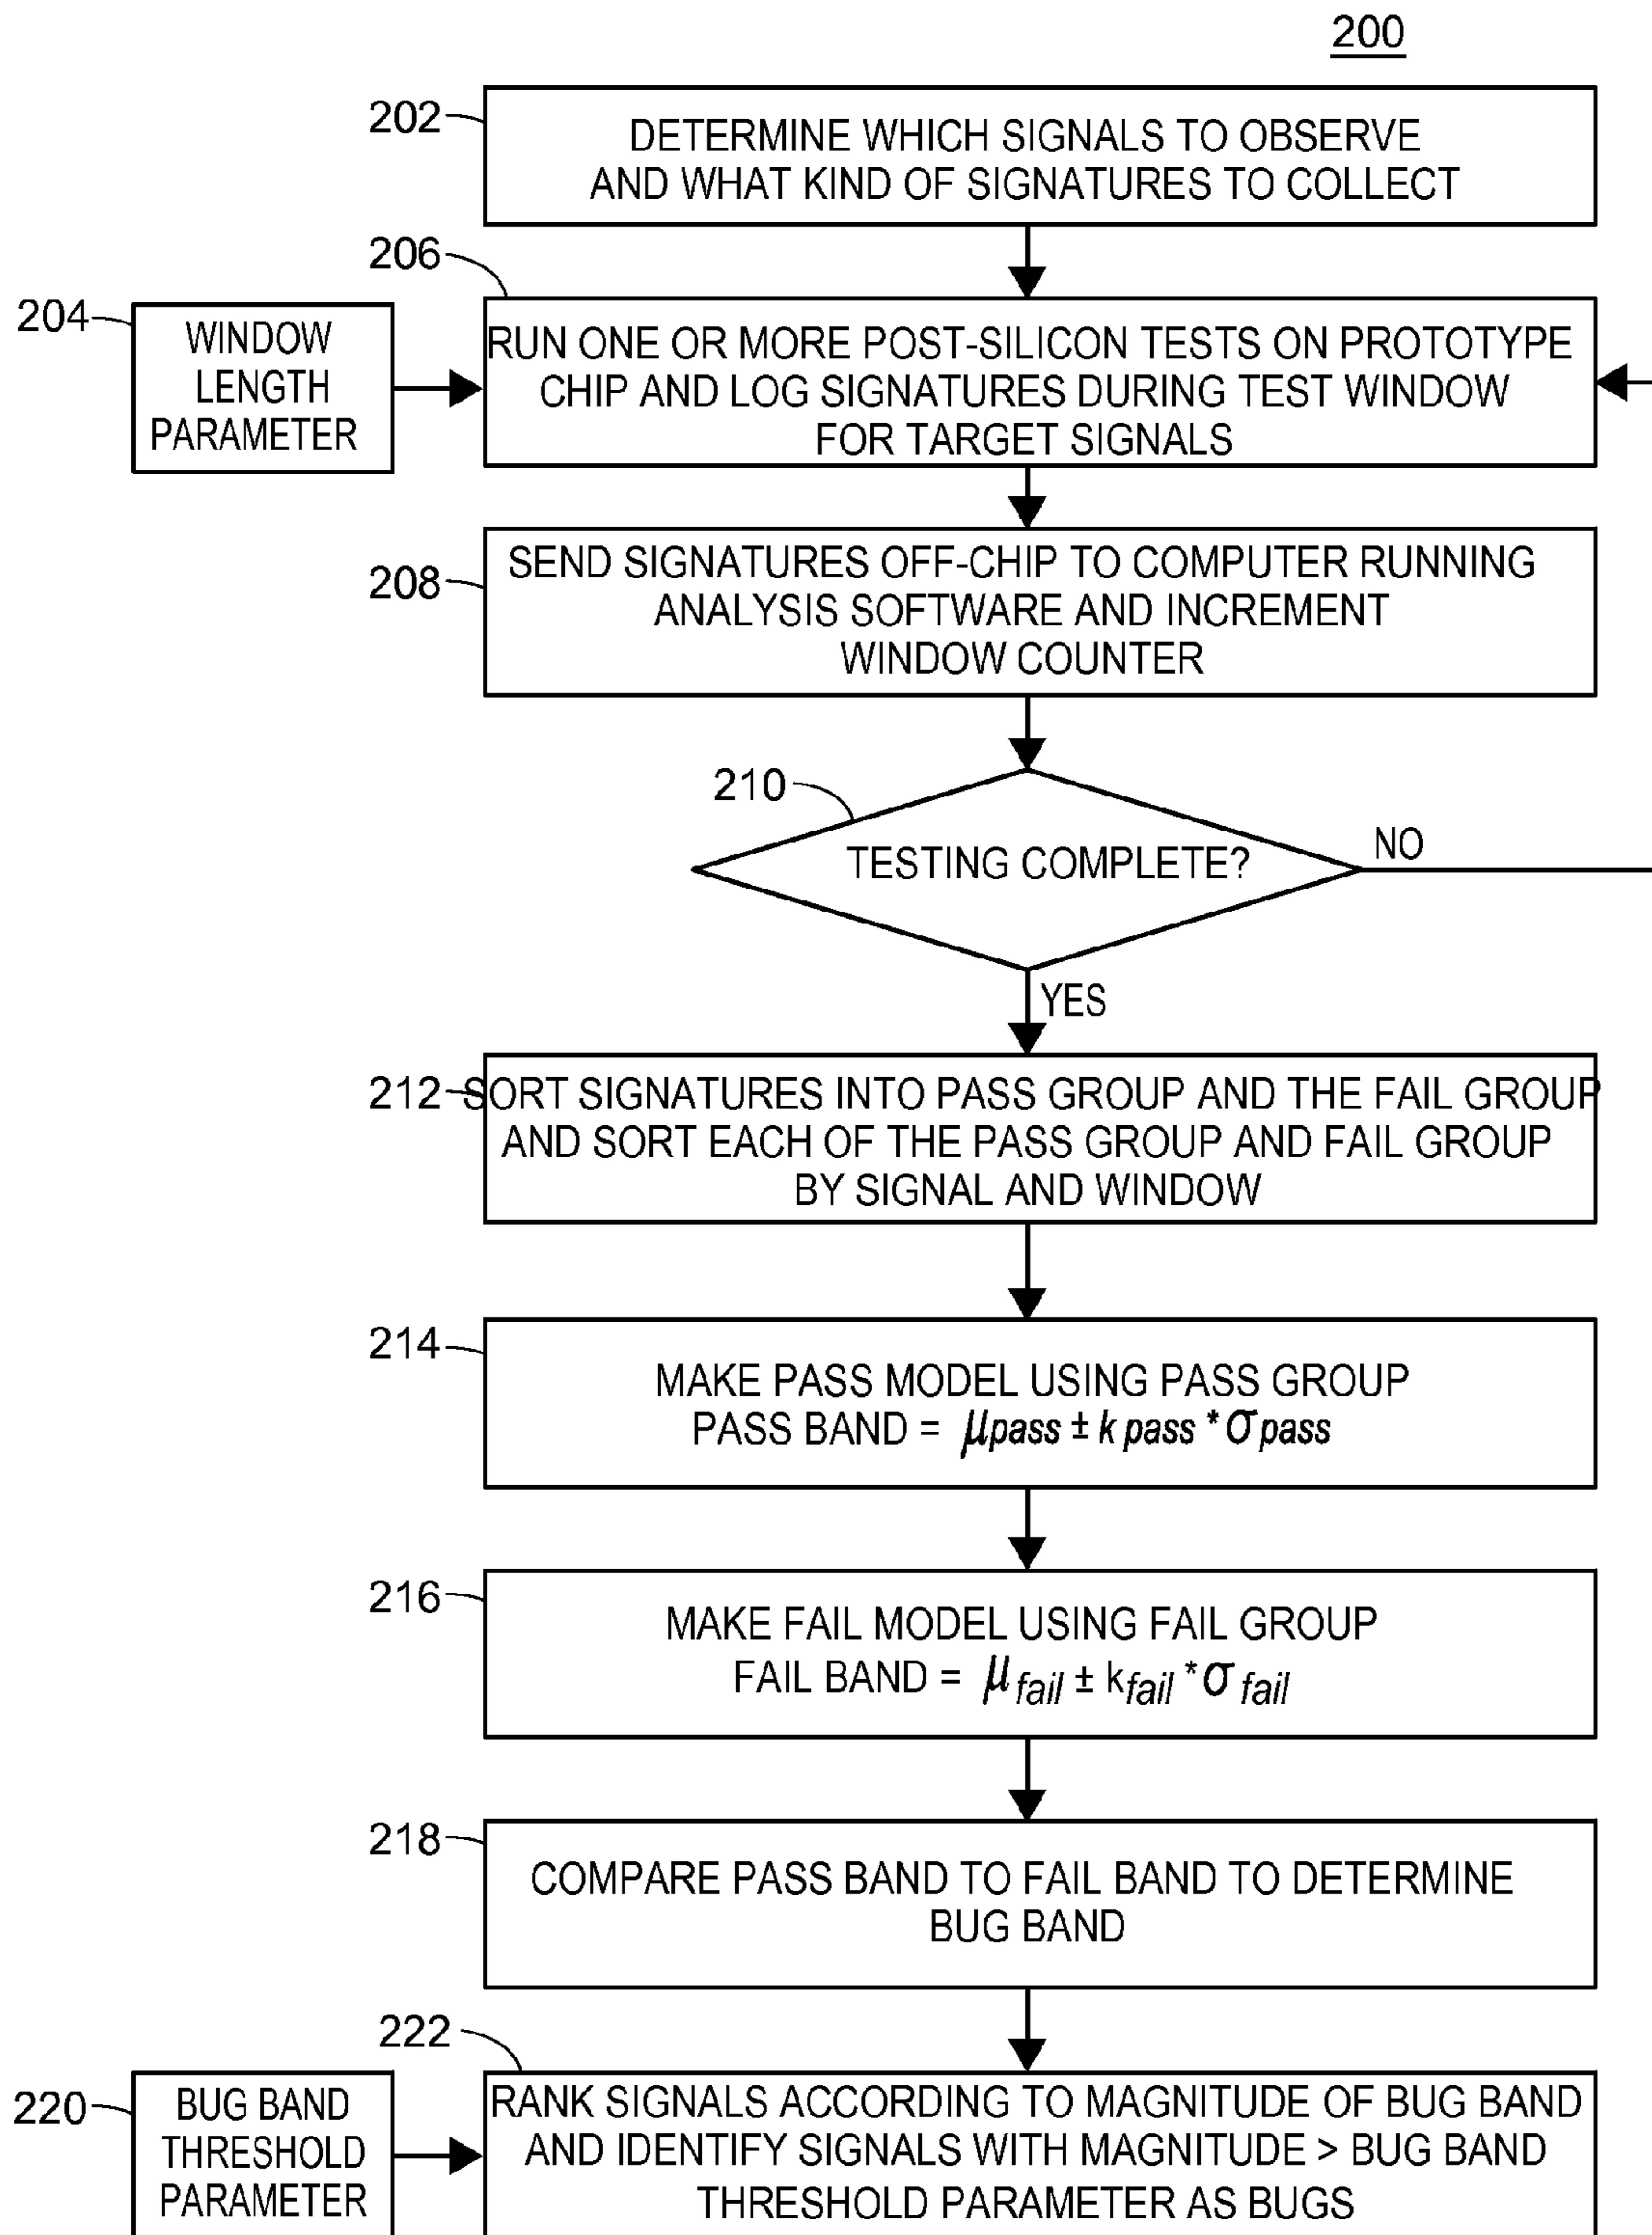 200
202
DETERMINE WHICH SIGNALS TO OBSERVE
AND WHAT KIND OF SIGNATURES TO COLLECT
206
204
WINDOW
LENGTH
PARAMETER
RUN ONE OR MORE POST-SILICON TESTS ON PROTOTYPE
CHIP AND LOG SIGNATURES DURING TEST WINDOW
FOR TARGET SIGNALS
208
SEND SIGNATURES OFF-CHIP TO COMPUTER RUNNING
ANALYSIS SOFTWARE AND INCREMENT
WINDOW COUNTER
210
TESTING COMPLETE?
NO
YES
212
SORT SIGNATURES INTO PASS GROUP AND THE FAIL GROUP
AND SORT EACH OF THE PASS GROUP AND FAIL GROUP
BY SIGNAL AND WINDOW
214
MAKE PASS MODEL USING PASS GROUP
PASS BAND = μpass ± k pass * σ pass
216
MAKE FAIL MODEL USING FAIL GROUP
FAIL BAND = μ fail ± kfail * σ fail
218
COMPARE PASS BAND TO FAIL BAND TO DETERMINE
BUG BAND
222
220
BUG BAND
THRESHOLD
PARAMETER
RANK SIGNALS ACCORDING TO MAGNITUDE OF BUG BAND
AND IDENTIFY SIGNALS WITH MAGNITUDE > BUG BAND
THRESHOLD PARAMETER AS BUGS